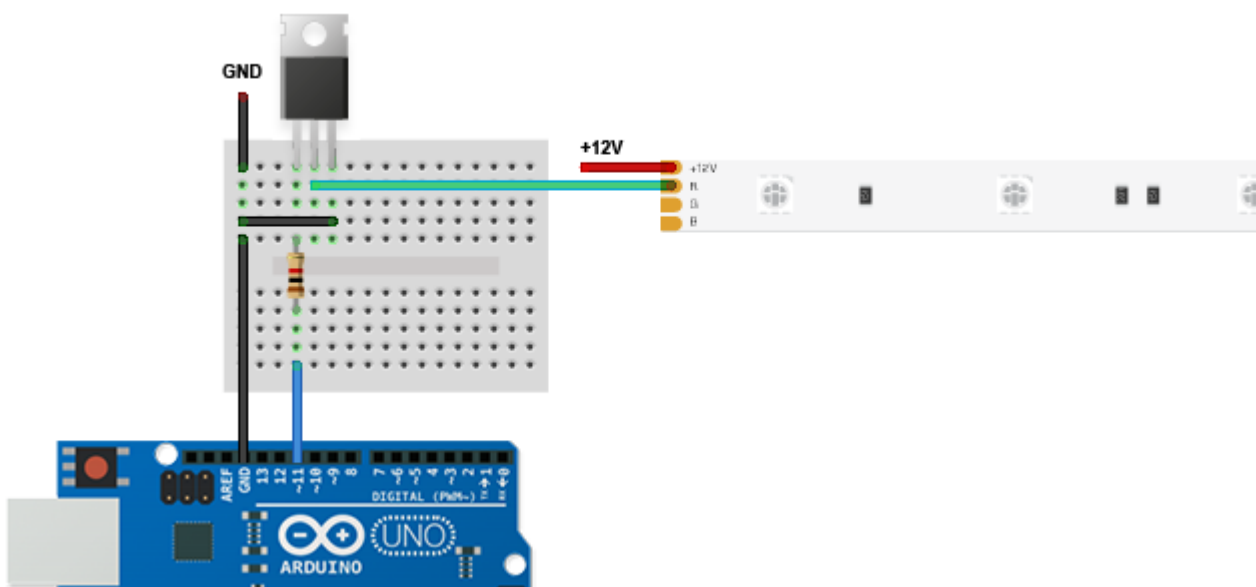 GND
+12V
+12V
R
G
B
AREF
GND
13
12
~11
~10
~9
8
7
~6
~5
4
~3
2
TX→1
RX←0
DIGITAL (PWM~)
UNO
ARDUINO